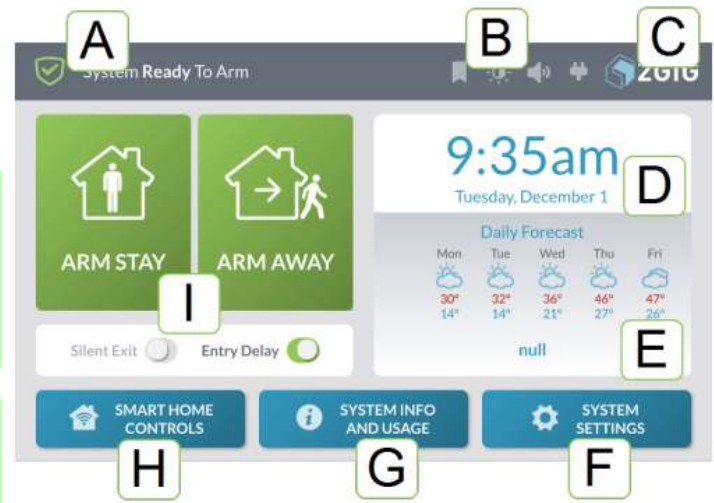 A
B
C
System Ready To Arm
2GIG
9:35am
Tuesday, December 1
D
Daily Forecast
Mon Tue Wed Thu Fri
30° 32° 36° 46° 47°
14° 14° 21° 27° 26°
null
E
ARM STAY
ARM AWAY
I
Silent Exit
Entry Delay
SMART HOME
CONTROLS
H
SYSTEM INFO
AND USAGE
G
SYSTEM
SETTINGS
F